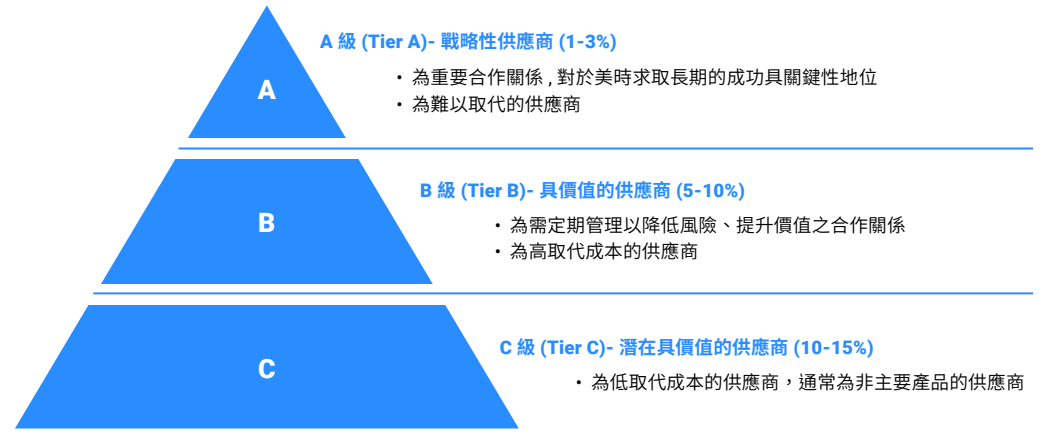 A
A 級 (Tier A)- 戰略性供應商 (1-3%)
・為重要合作關係 , 對於美時求取長期的成功具關鍵性地位
・為難以取代的供應商
B
B 級 (Tier B)- 具價值的供應商 (5-10%)
・為需定期管理以降低風險、提升價值之合作關係
・為高取代成本的供應商
C
C 級 (Tier C)- 潛在具價值的供應商 (10-15%)
・為低取代成本的供應商，通常為非主要產品的供應商